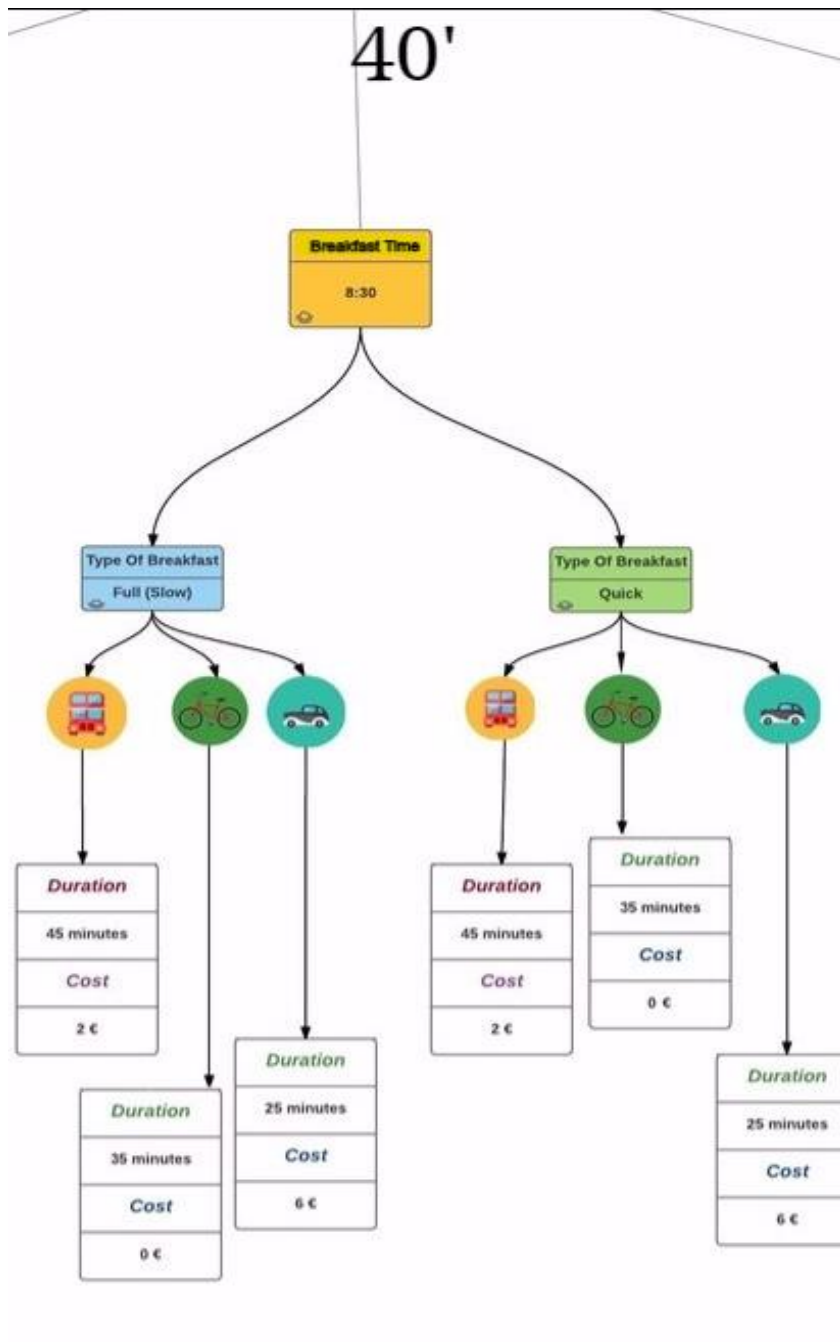 40'
Breakfast Time
8:30
Type Of Breakfast
Full (Slow)
Type Of Breakfast
Quick
Duration
45 minutes
Cost
2 €
Duration
35 minutes
Cost
0 €
Duration
25 minutes
Cost
6 €
Duration
45 minutes
Cost
2 €
Duration
35 minutes
Cost
0 €
Duration
25 minutes
Cost
6 €